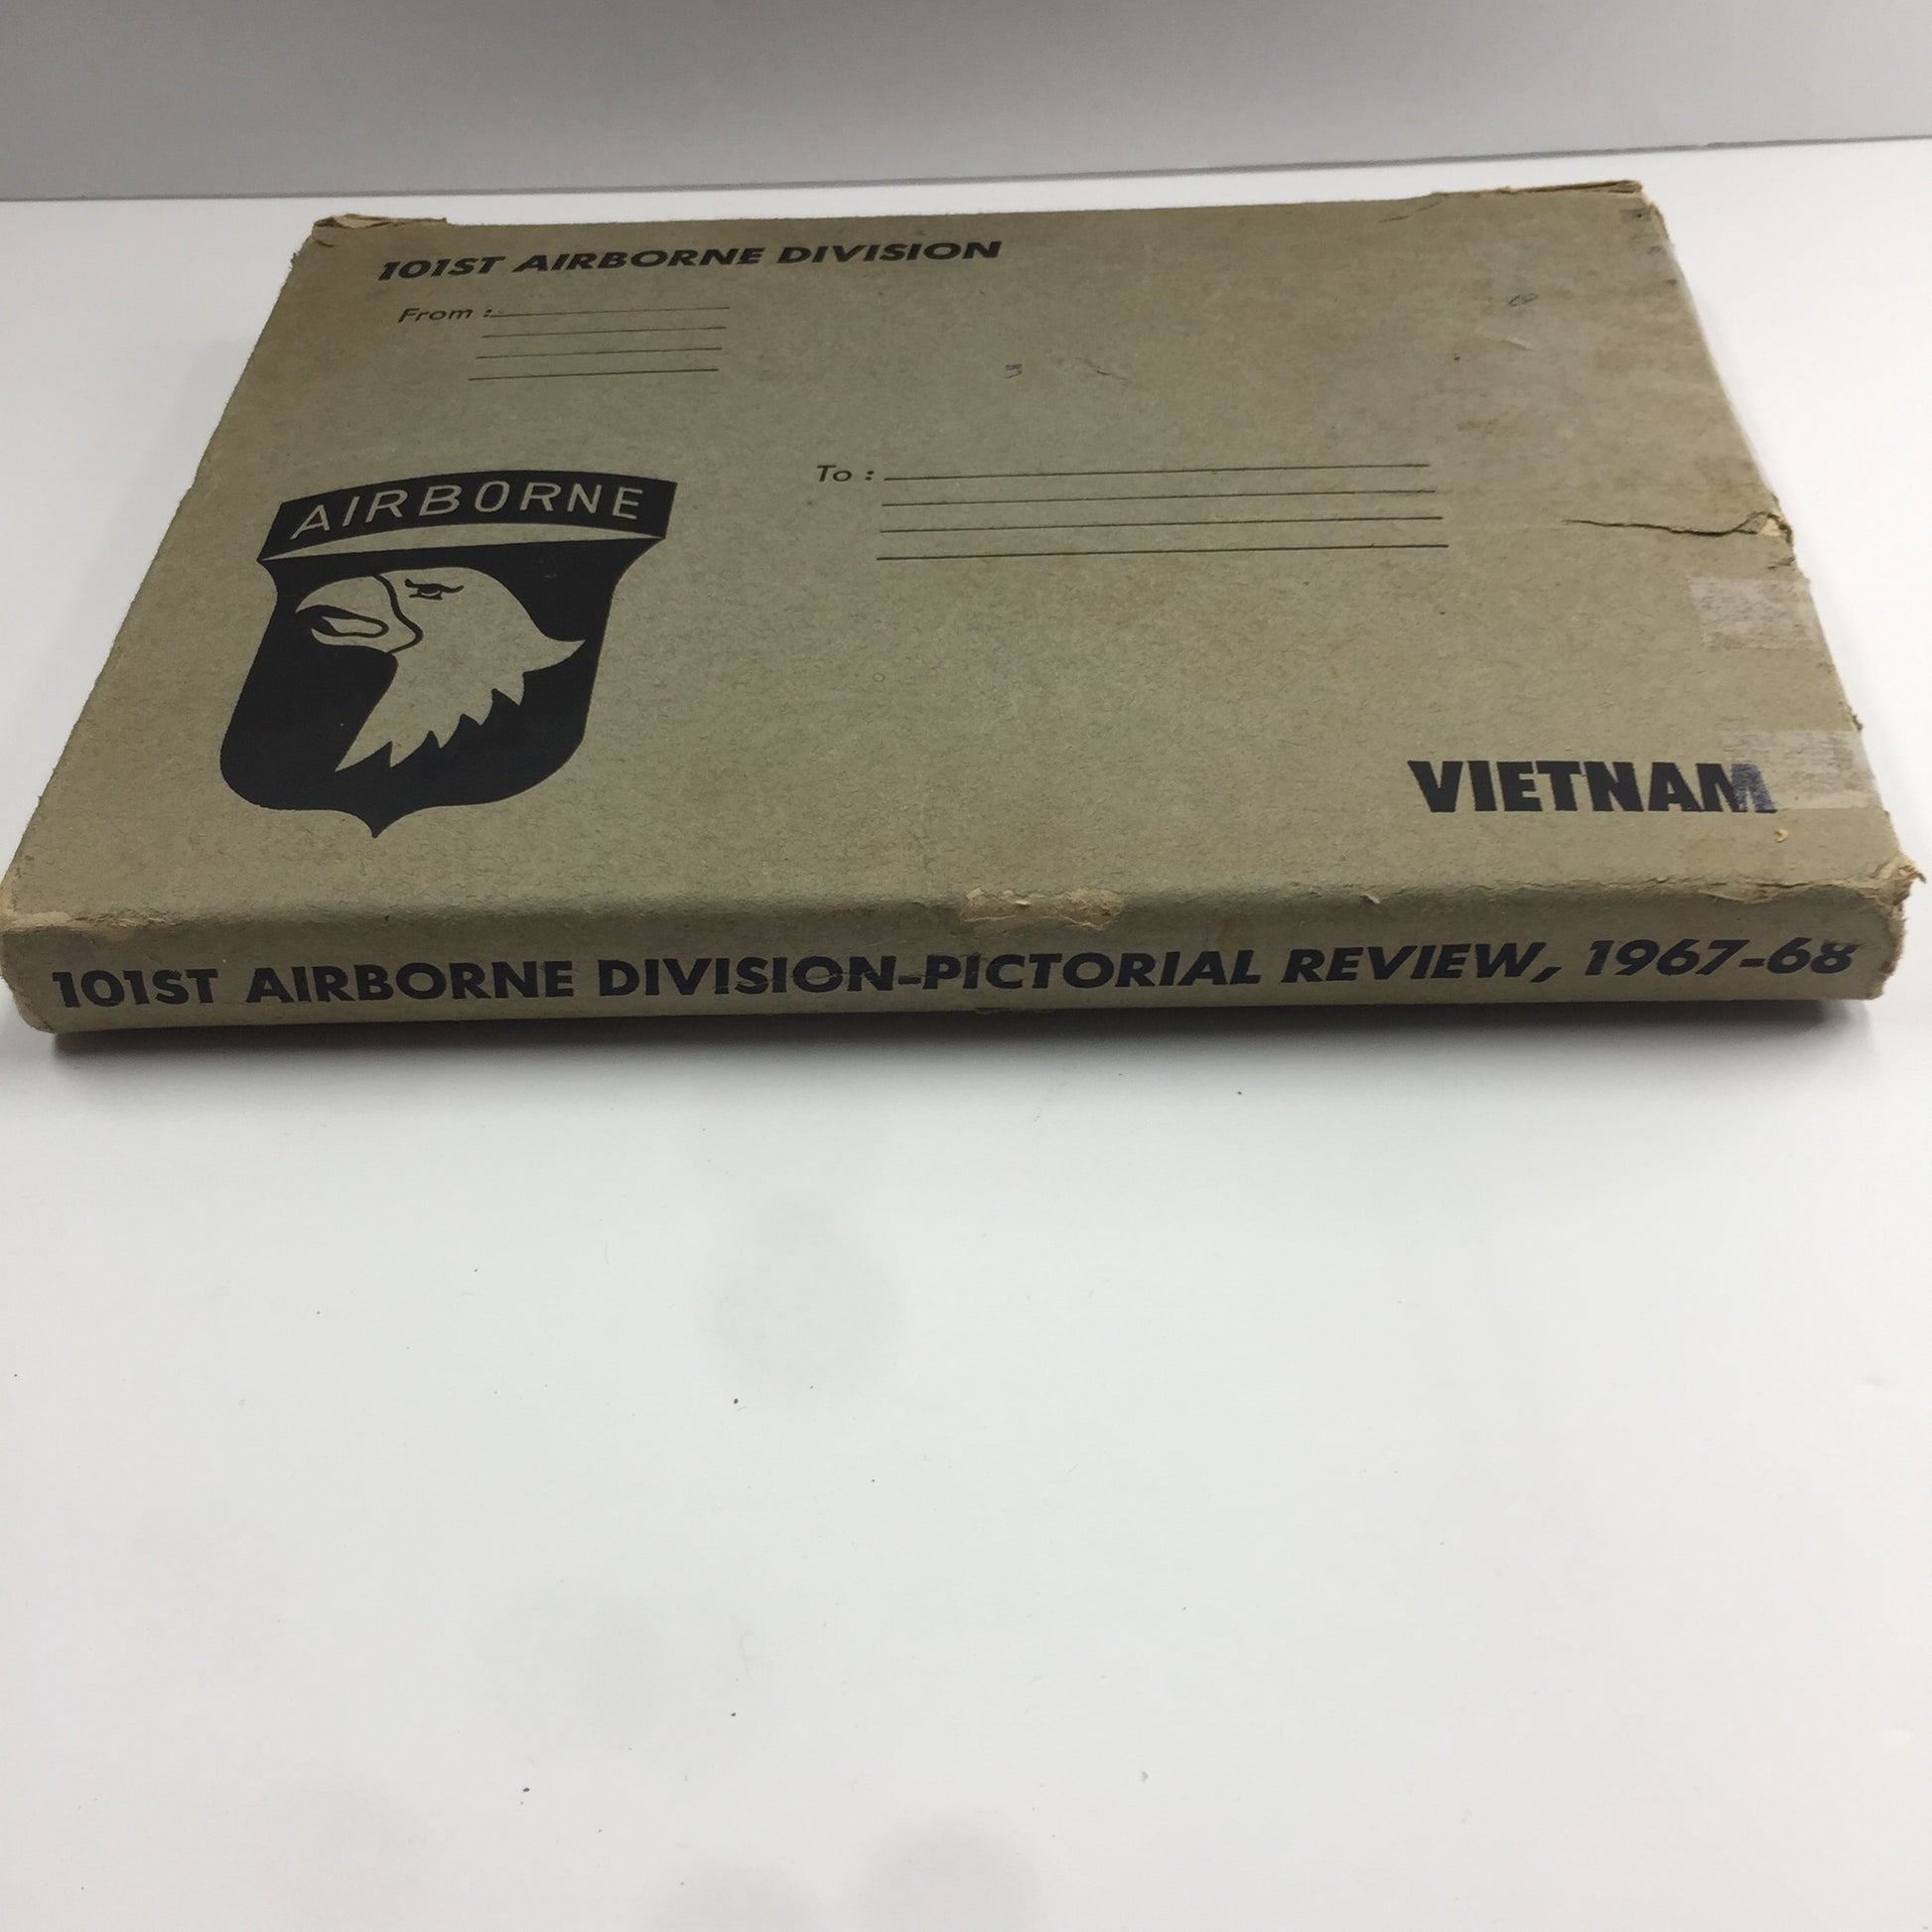 101ST AIRBORNE DIVISION
From :
To :
AIRBORNE
VIETNAM
101ST AIRBORNE DIVISION-PICTORIAL REVIEW, 1967-68